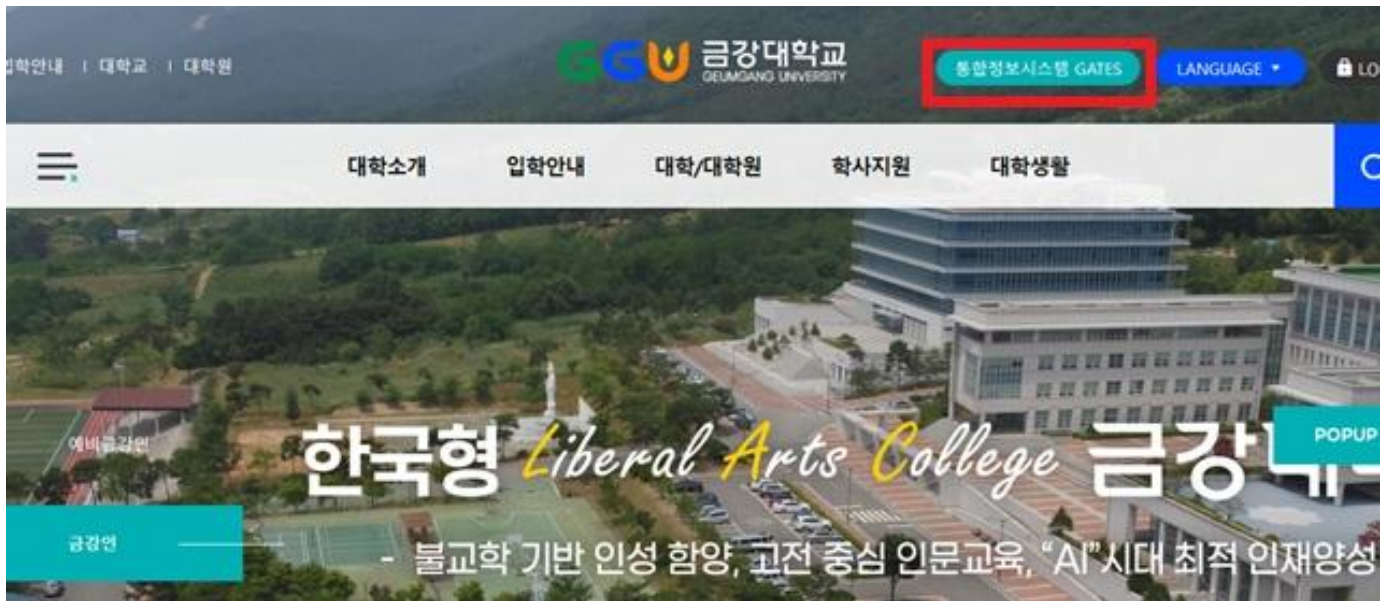 입학안내 | 대학교 | 대학원
GGU 금강대학교
GEUMGANG UNIVERSITY
통합정보시스템 GATES
LANGUAGE
LO
대학소개 입학안내 대학/대학원 학사지원 대학생활
예비금강인
한국형 Liberal Arts College 금강
POPUP
금강인
- 불교학 기반 인성 함양, 고전 중심 인문교육, “AI”시대 최적 인재양성